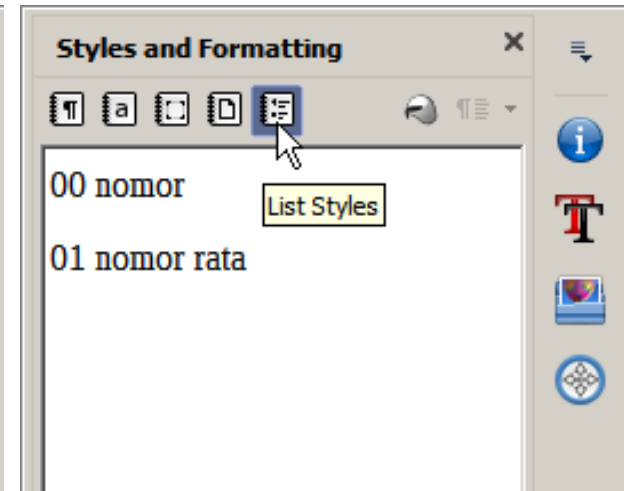 Styles and Formatting
00 nomor
List Styles
01 nomor rata